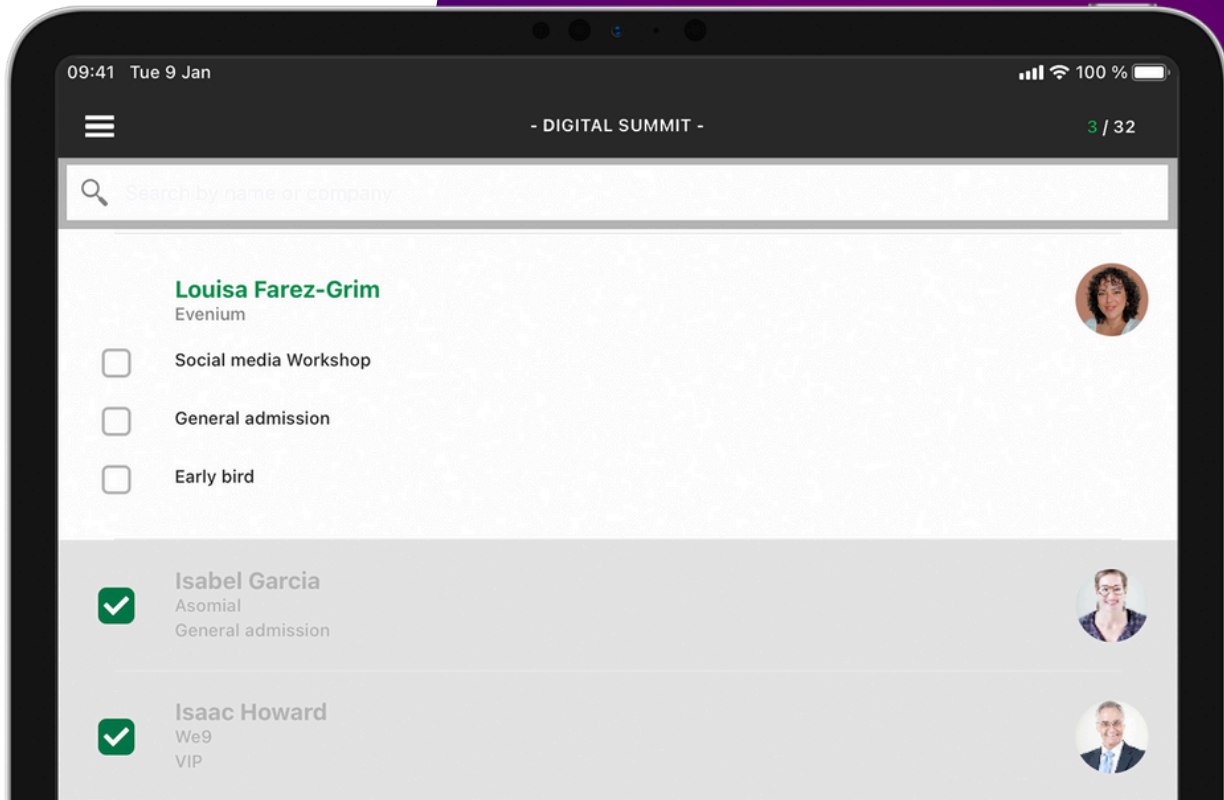 09:41 Tue 9 Jan 100 %
- DIGITAL SUMMIT - 3 / 32
Search by name or company
Louisa Farez-Grim
Evenium
Social media Workshop
General admission
Early bird
Isabel Garcia
Asomial
General admission
Isaac Howard
We9
VIP